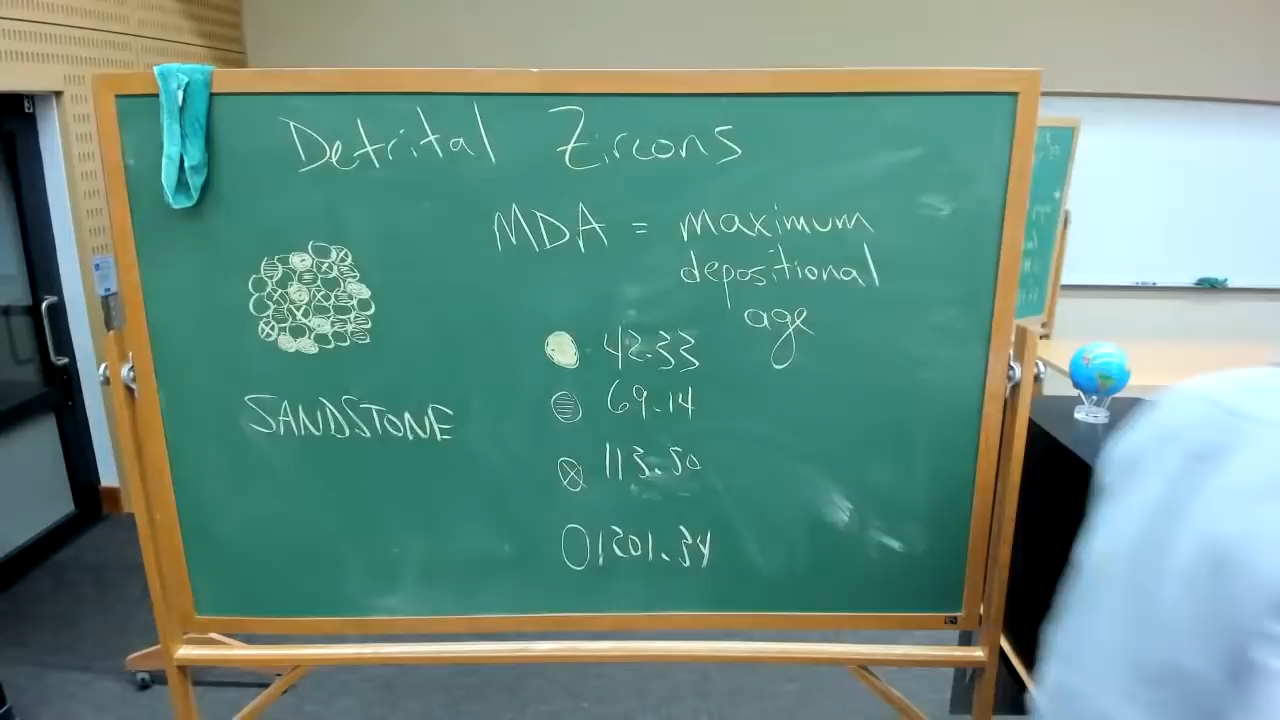 Detrital Zircons
MDA = maximum
depositional
age
42.33
69.14
113.50
1201.34
SANDSTONE